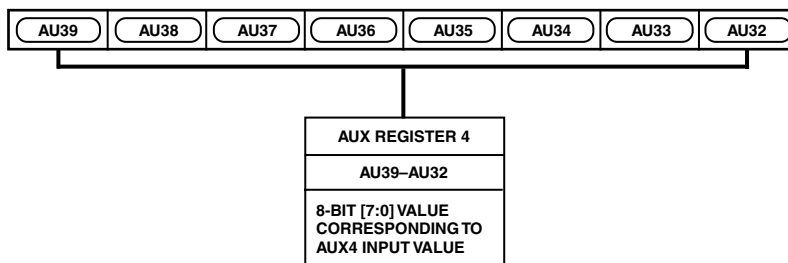 AU39 AU38 AU37 AU36 AU35 AU34 AU33 AU32
AUX REGISTER 4
AU39–AU32
8-BIT [7:0] VALUE
CORRESPONDING TO
AUX4 INPUT VALUE